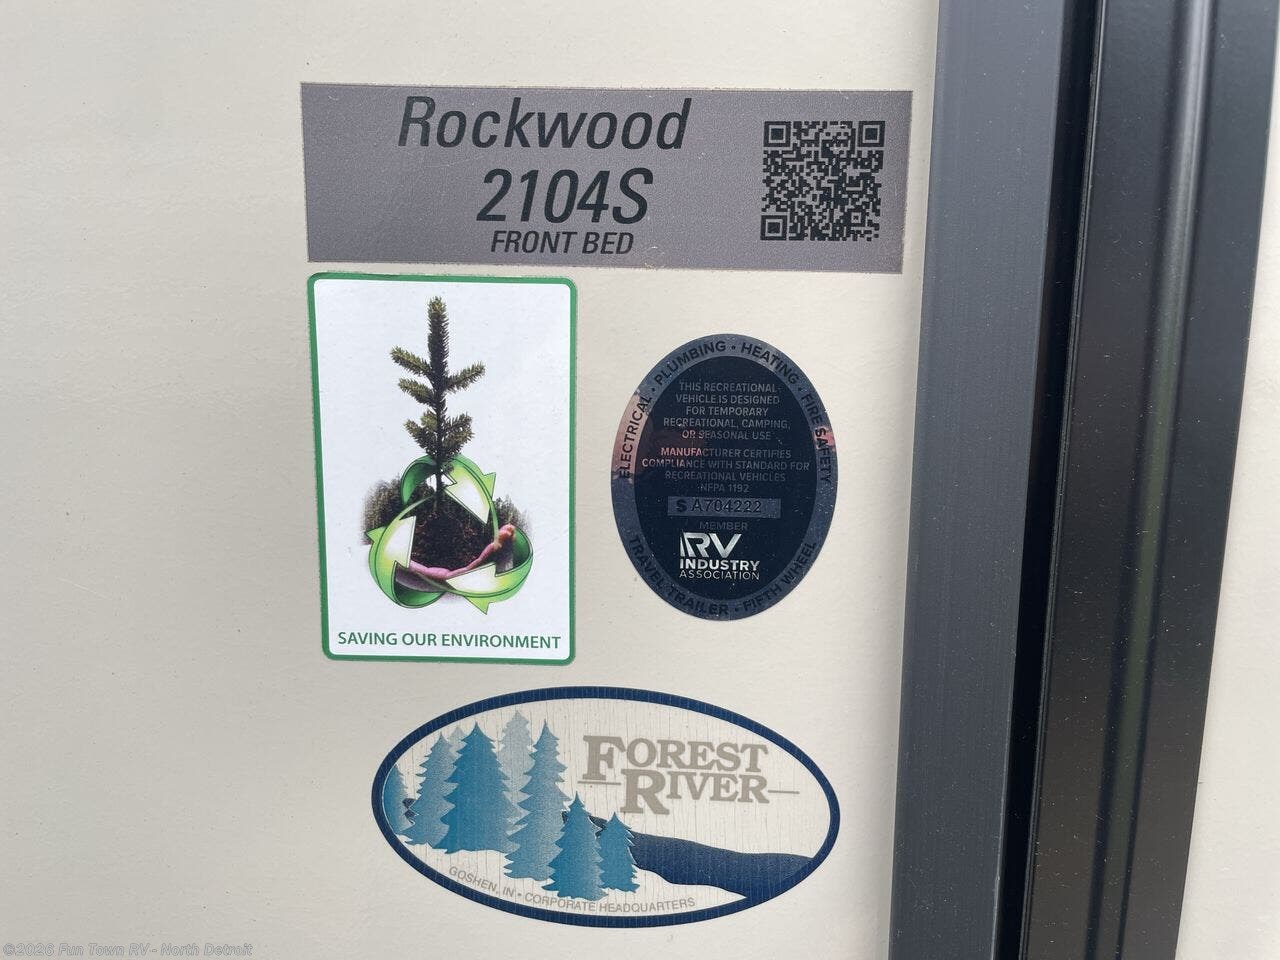 Rockwood
2104S
FRONT BED
SAVING OUR ENVIRONMENT
ELECTRICAL • PLUMBING • HEATING • FIRE SAFETY
THIS RECREATIONAL
VEHICLE IS DESIGNED
FOR TEMPORARY
RECREATIONAL, CAMPING,
OR SEASONAL USE
MANUFACTURER CERTIFIES
COMPLIANCE WITH STANDARD FOR
RECREATIONAL VEHICLES
NFPA 1192
S A704222
MEMBER
RV
INDUSTRY
ASSOCIATION
TRAVEL TRAILER • FIFTH WHEEL
FOREST
RIVER
GOSHEN, IN • CORPORATE HEADQUARTERS
©2026 Fun Town RV - North Detroit